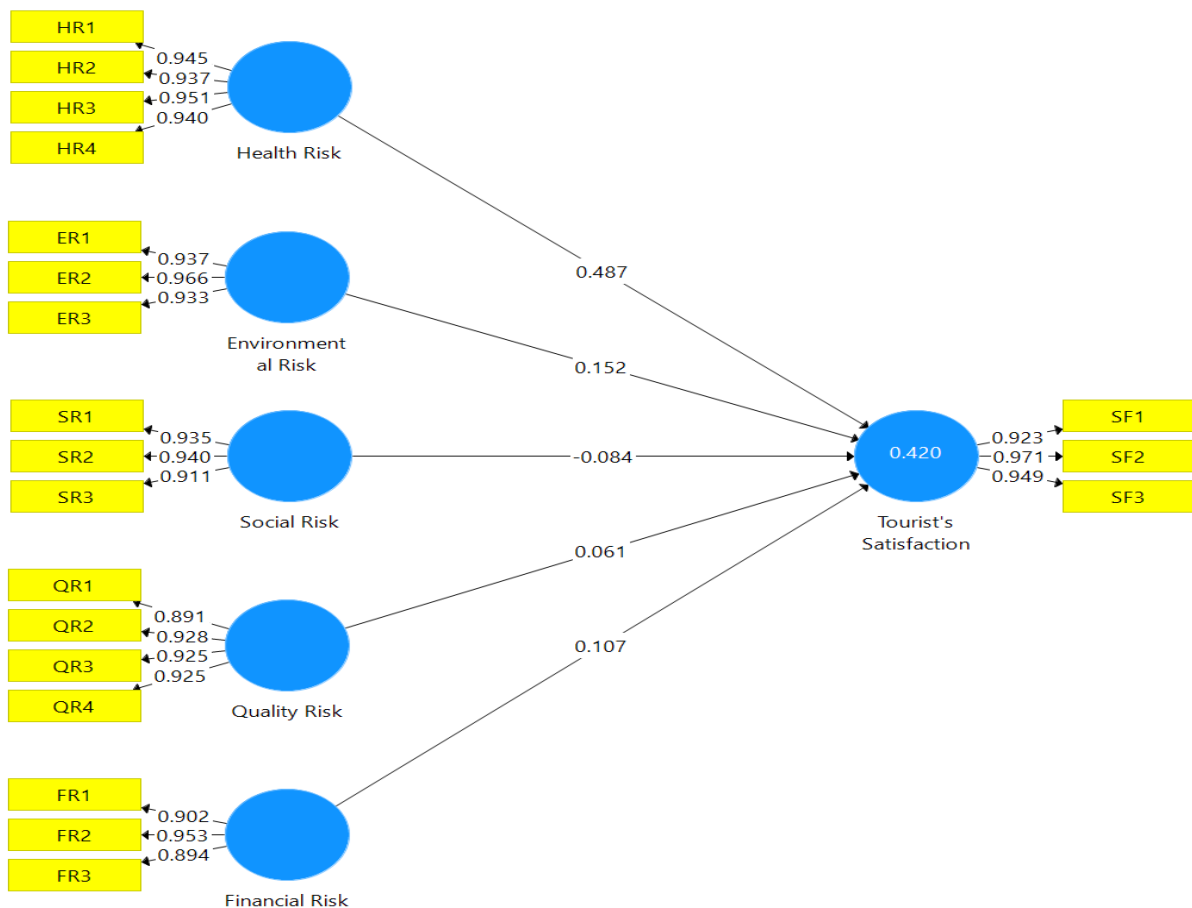 HR1
HR2
HR3
HR4
0.945
0.937
0.951
0.940
Health Risk
0.487
ER1
ER2
ER3
0.937
0.966
0.933
Environment
al Risk
0.152
SR1
SR2
SR3
0.935
0.940
0.911
Social Risk
-0.084
QR1
QR2
QR3
QR4
0.891
0.928
0.925
0.925
Quality Risk
0.061
FR1
FR2
FR3
0.902
0.953
0.894
Financial Risk
0.107
0.420
Tourist's
Satisfaction
0.923
0.971
0.949
SF1
SF2
SF3